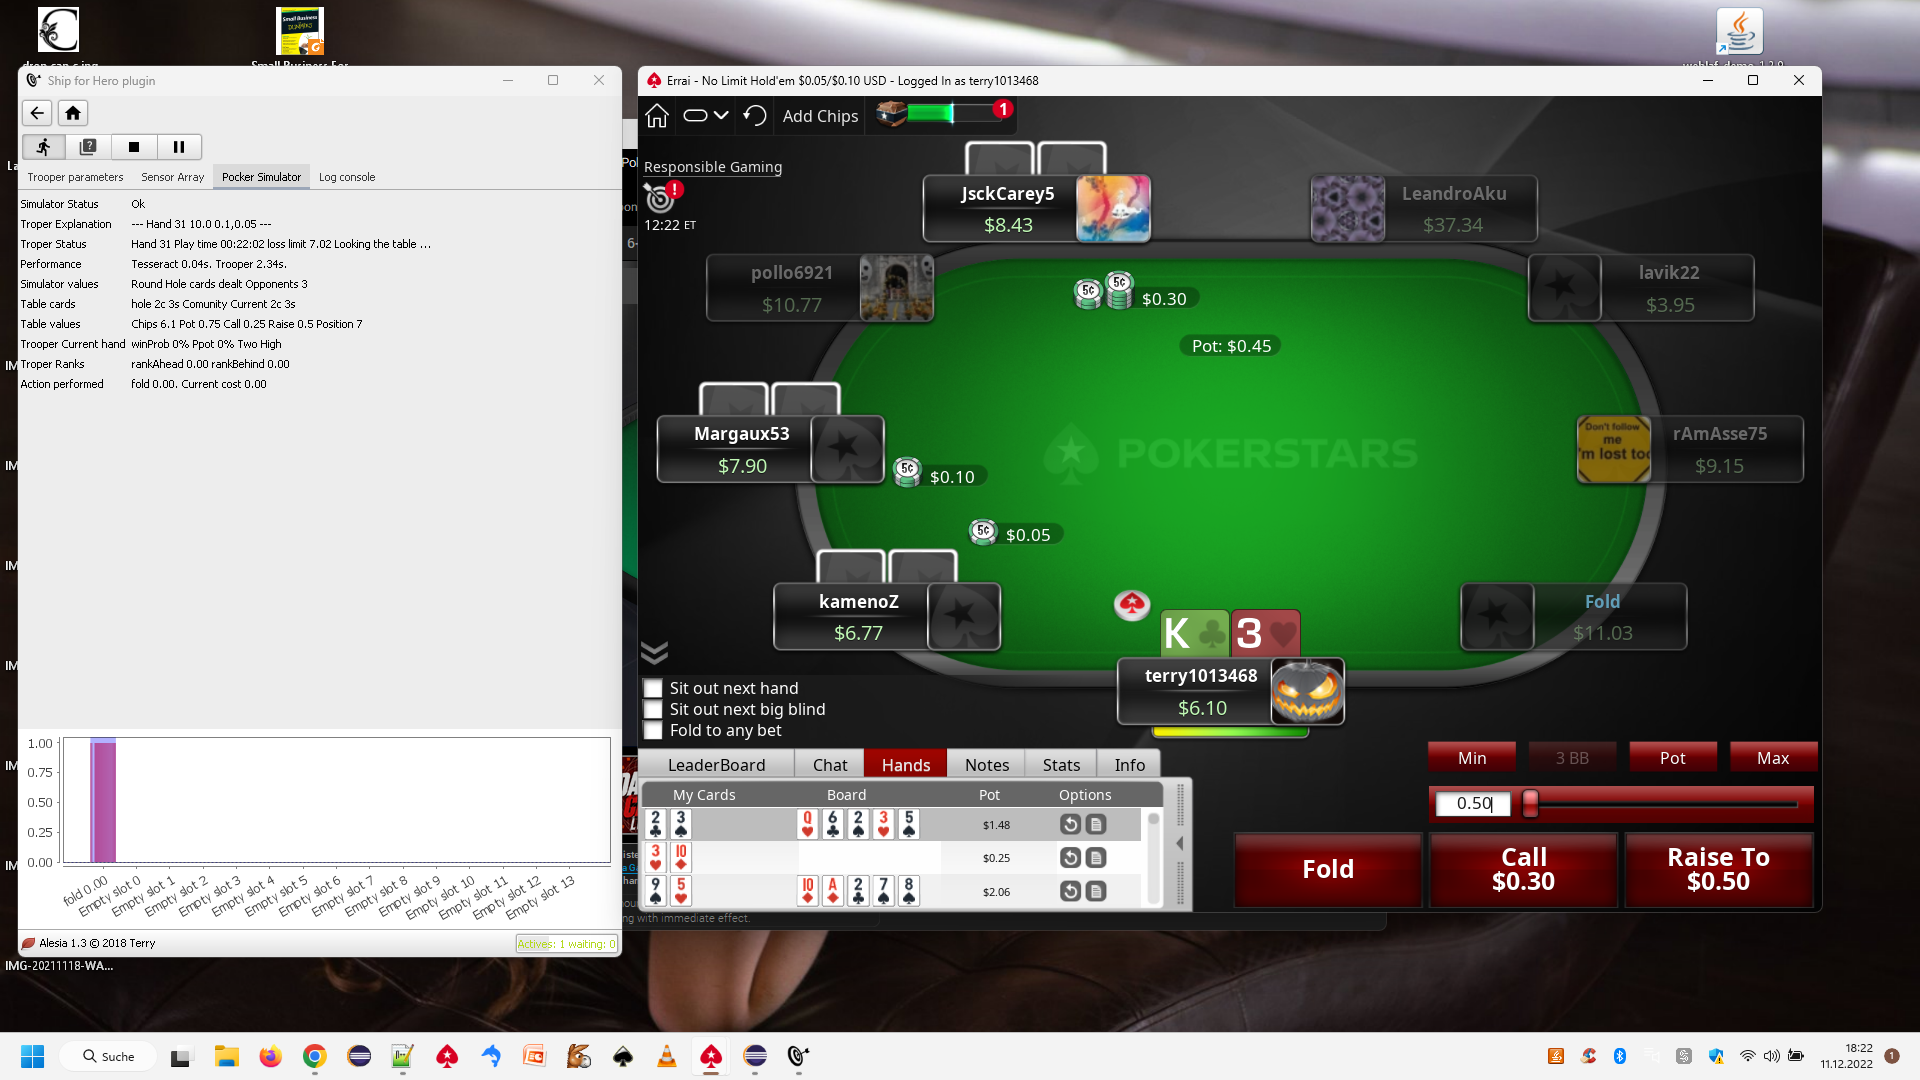 Ship for Hero plugin
Trooper parameters
Sensor Array
Pocker Simulator
Log console
Simulator Status Ok
Troper Explanation --- Hand 31 10.0 0.1,0.05 ---
Troper Status Hand 31 Play time 00:22:02 loss limit 7.02 Looking the table ...
Performance Tesseract 0.04s. Trooper 2.34s.
Simulator values Round Hole cards dealt Opponents 3
Table cards hole 2c 3s Comunity Current 2c 3s
Table values Chips 6.1 Pot 0.75 Call 0.25 Raise 0.5 Position 7
Trooper Current hand winProb 0% Ppot 0% Two High
Troper Ranks rankAhead 0.00 rankBehind 0.00
Action performed fold 0.00. Current cost 0.00
1.00
0.75
0.50
0.25
0.00
fold 0.00
Empty slot 0
Empty slot 1
Empty slot 2
Empty slot 3
Empty slot 4
Empty slot 5
Empty slot 6
Empty slot 7
Empty slot 8
Empty slot 9
Empty slot 10
Empty slot 11
Empty slot 12
Empty slot 13
Alesia 1.3 © 2018 Terry
Actives: 1 waiting: 0
IMG-20211118-WA...
Errai - No Limit Hold'em $0.05/$0.10 USD - Logged In as terry1013468
Add Chips
1
Responsible Gaming
!
12:22 ET
JsckCarey5
$8.43
LeandroAku
$37.34
pollo6921
$10.77
lavik22
$3.95
5¢ 5¢ $0.30
Pot: $0.45
Margaux53
$7.90
5¢ $0.10
POKERSTARS
Don't follow
me
I'm lost too
rAmAsse75
$9.15
5¢ $0.05
kamenoZ
$6.77
K 3
Fold
$11.03
terry1013468
$6.10
Sit out next hand
Sit out next big blind
Fold to any bet
LeaderBoard
Chat
Hands
Notes
Stats
Info
My Cards Board Pot Options
2 3 Q 6 2 3 5 $1.48
3 10 $0.25
9 5 10 A 2 7 8 $2.06
ng with immediate effect.
Min
3 BB
Pot
Max
0.50
Fold
Call
$0.30
Raise To
$0.50
Suche
18:22
11.12.2022
1